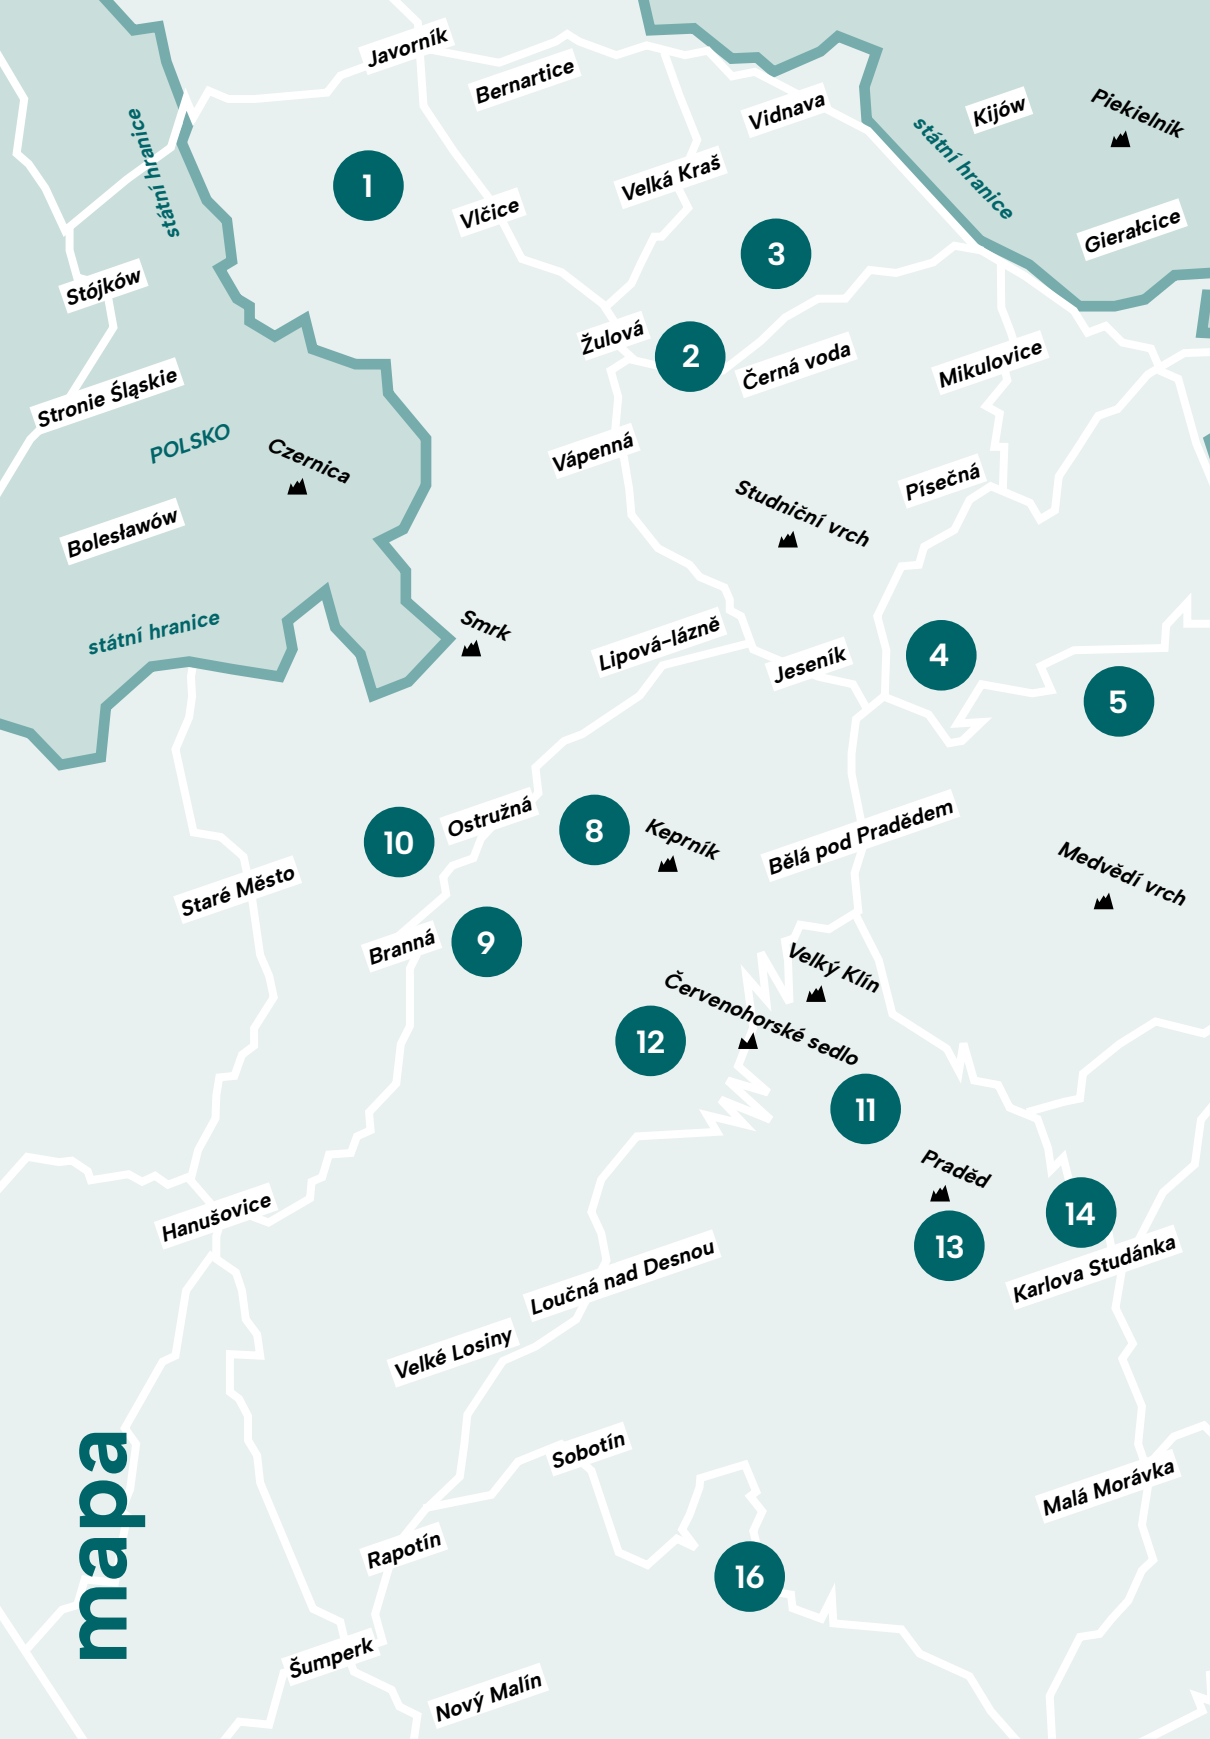 Javorník
Bernartice
Vidnava
Kijów
Piekielnik
státní hranice
státní hranice
1
Vlčice
Velká Kraš
3
Gierałcice
Stójków
Žulová
2
Černá voda
Mikulovice
Stronie Śląskie
POLSKO
Czernica
Vápenná
Písečná
Studniční vrch
Bolesławów
státní hranice
Smrk
Lipová-lázně
Jeseník
4
5
10
Ostružná
8
Keprník
Bělá pod Pradědem
Medvědí vrch
Staré Město
Branná
9
Velký Klín
Červenohorské sedlo
12
11
Praděd
13
14
Hanušovice
Karlova Studánka
Loučná nad Desnou
Velké Losiny
Sobotín
mapa
Malá Morávka
Rapotín
16
Šumperk
Nový Malín